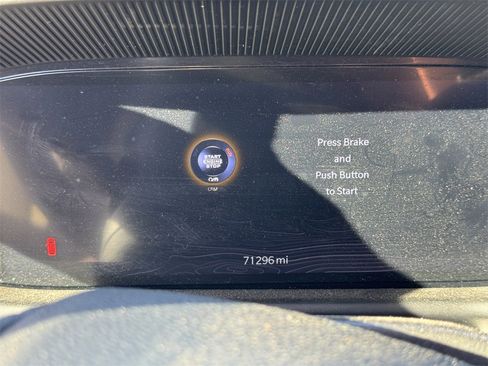 START
ENGINE
STOP
Press Brake
and
Push Button
to Start
71296 mi